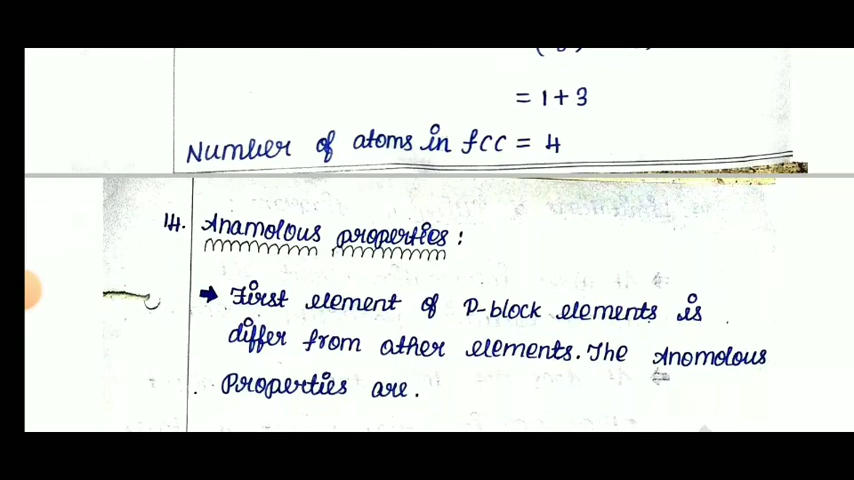 = 1 + 3
Number of atoms in fCC = 4
14. Anamolous properties :
→ First element of P-block elements is
differ from other elements. The Anomolous
Properties are.